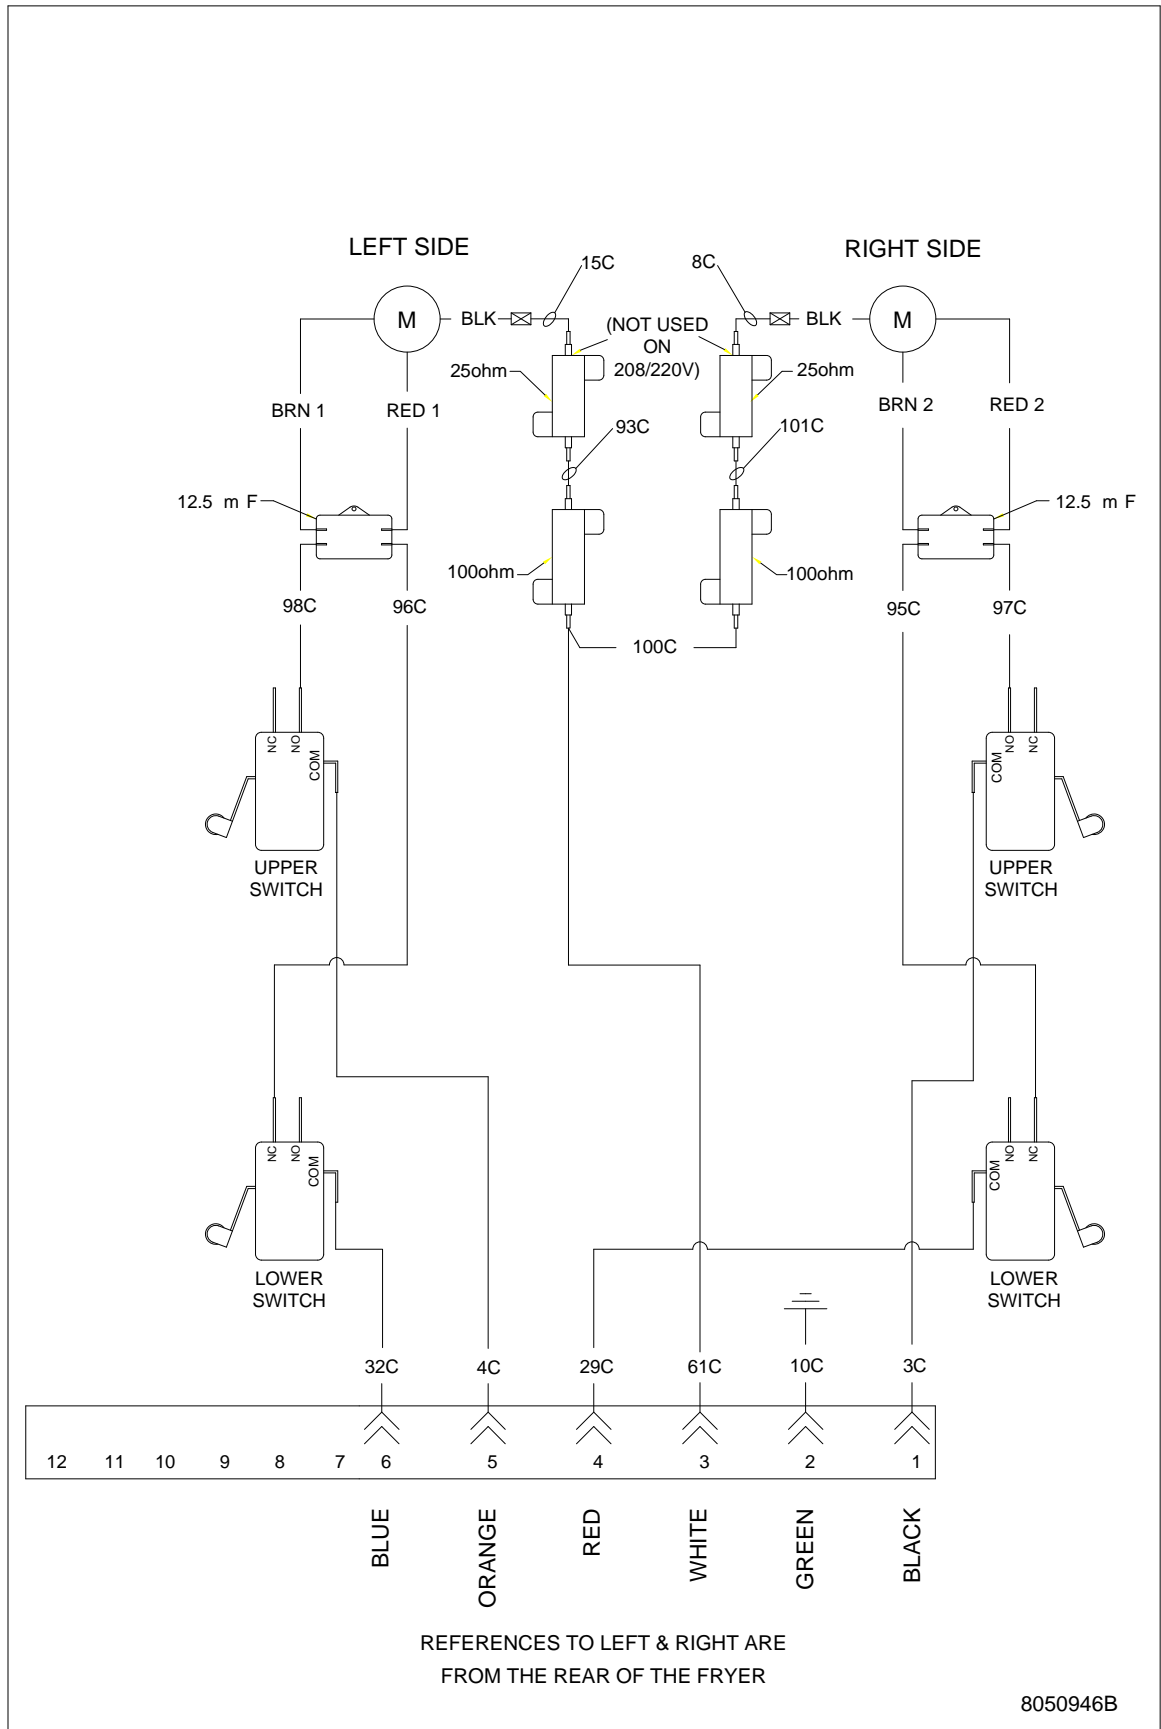 LEFT SIDE
RIGHT SIDE
15C
8C
M
BLK
(NOT USED
ON
208/220V)
BLK
M
25ohm
25ohm
BRN 1
RED 1
93C
101C
BRN 2
RED 2
12.5 m F
12.5 m F
100ohm
100ohm
98C
96C
100C
95C
97C
NC
NO
COM
COM
NO
NC
UPPER
SWITCH
UPPER
SWITCH
NC
NO
COM
COM
NO
NC
LOWER
SWITCH
LOWER
SWITCH
32C
4C
29C
61C
10C
3C
12 11 10 9 8 7 6 5 4 3 2 1
BLUE
ORANGE
RED
WHITE
GREEN
BLACK
REFERENCES TO LEFT & RIGHT ARE
FROM THE REAR OF THE FRYER
8050946B